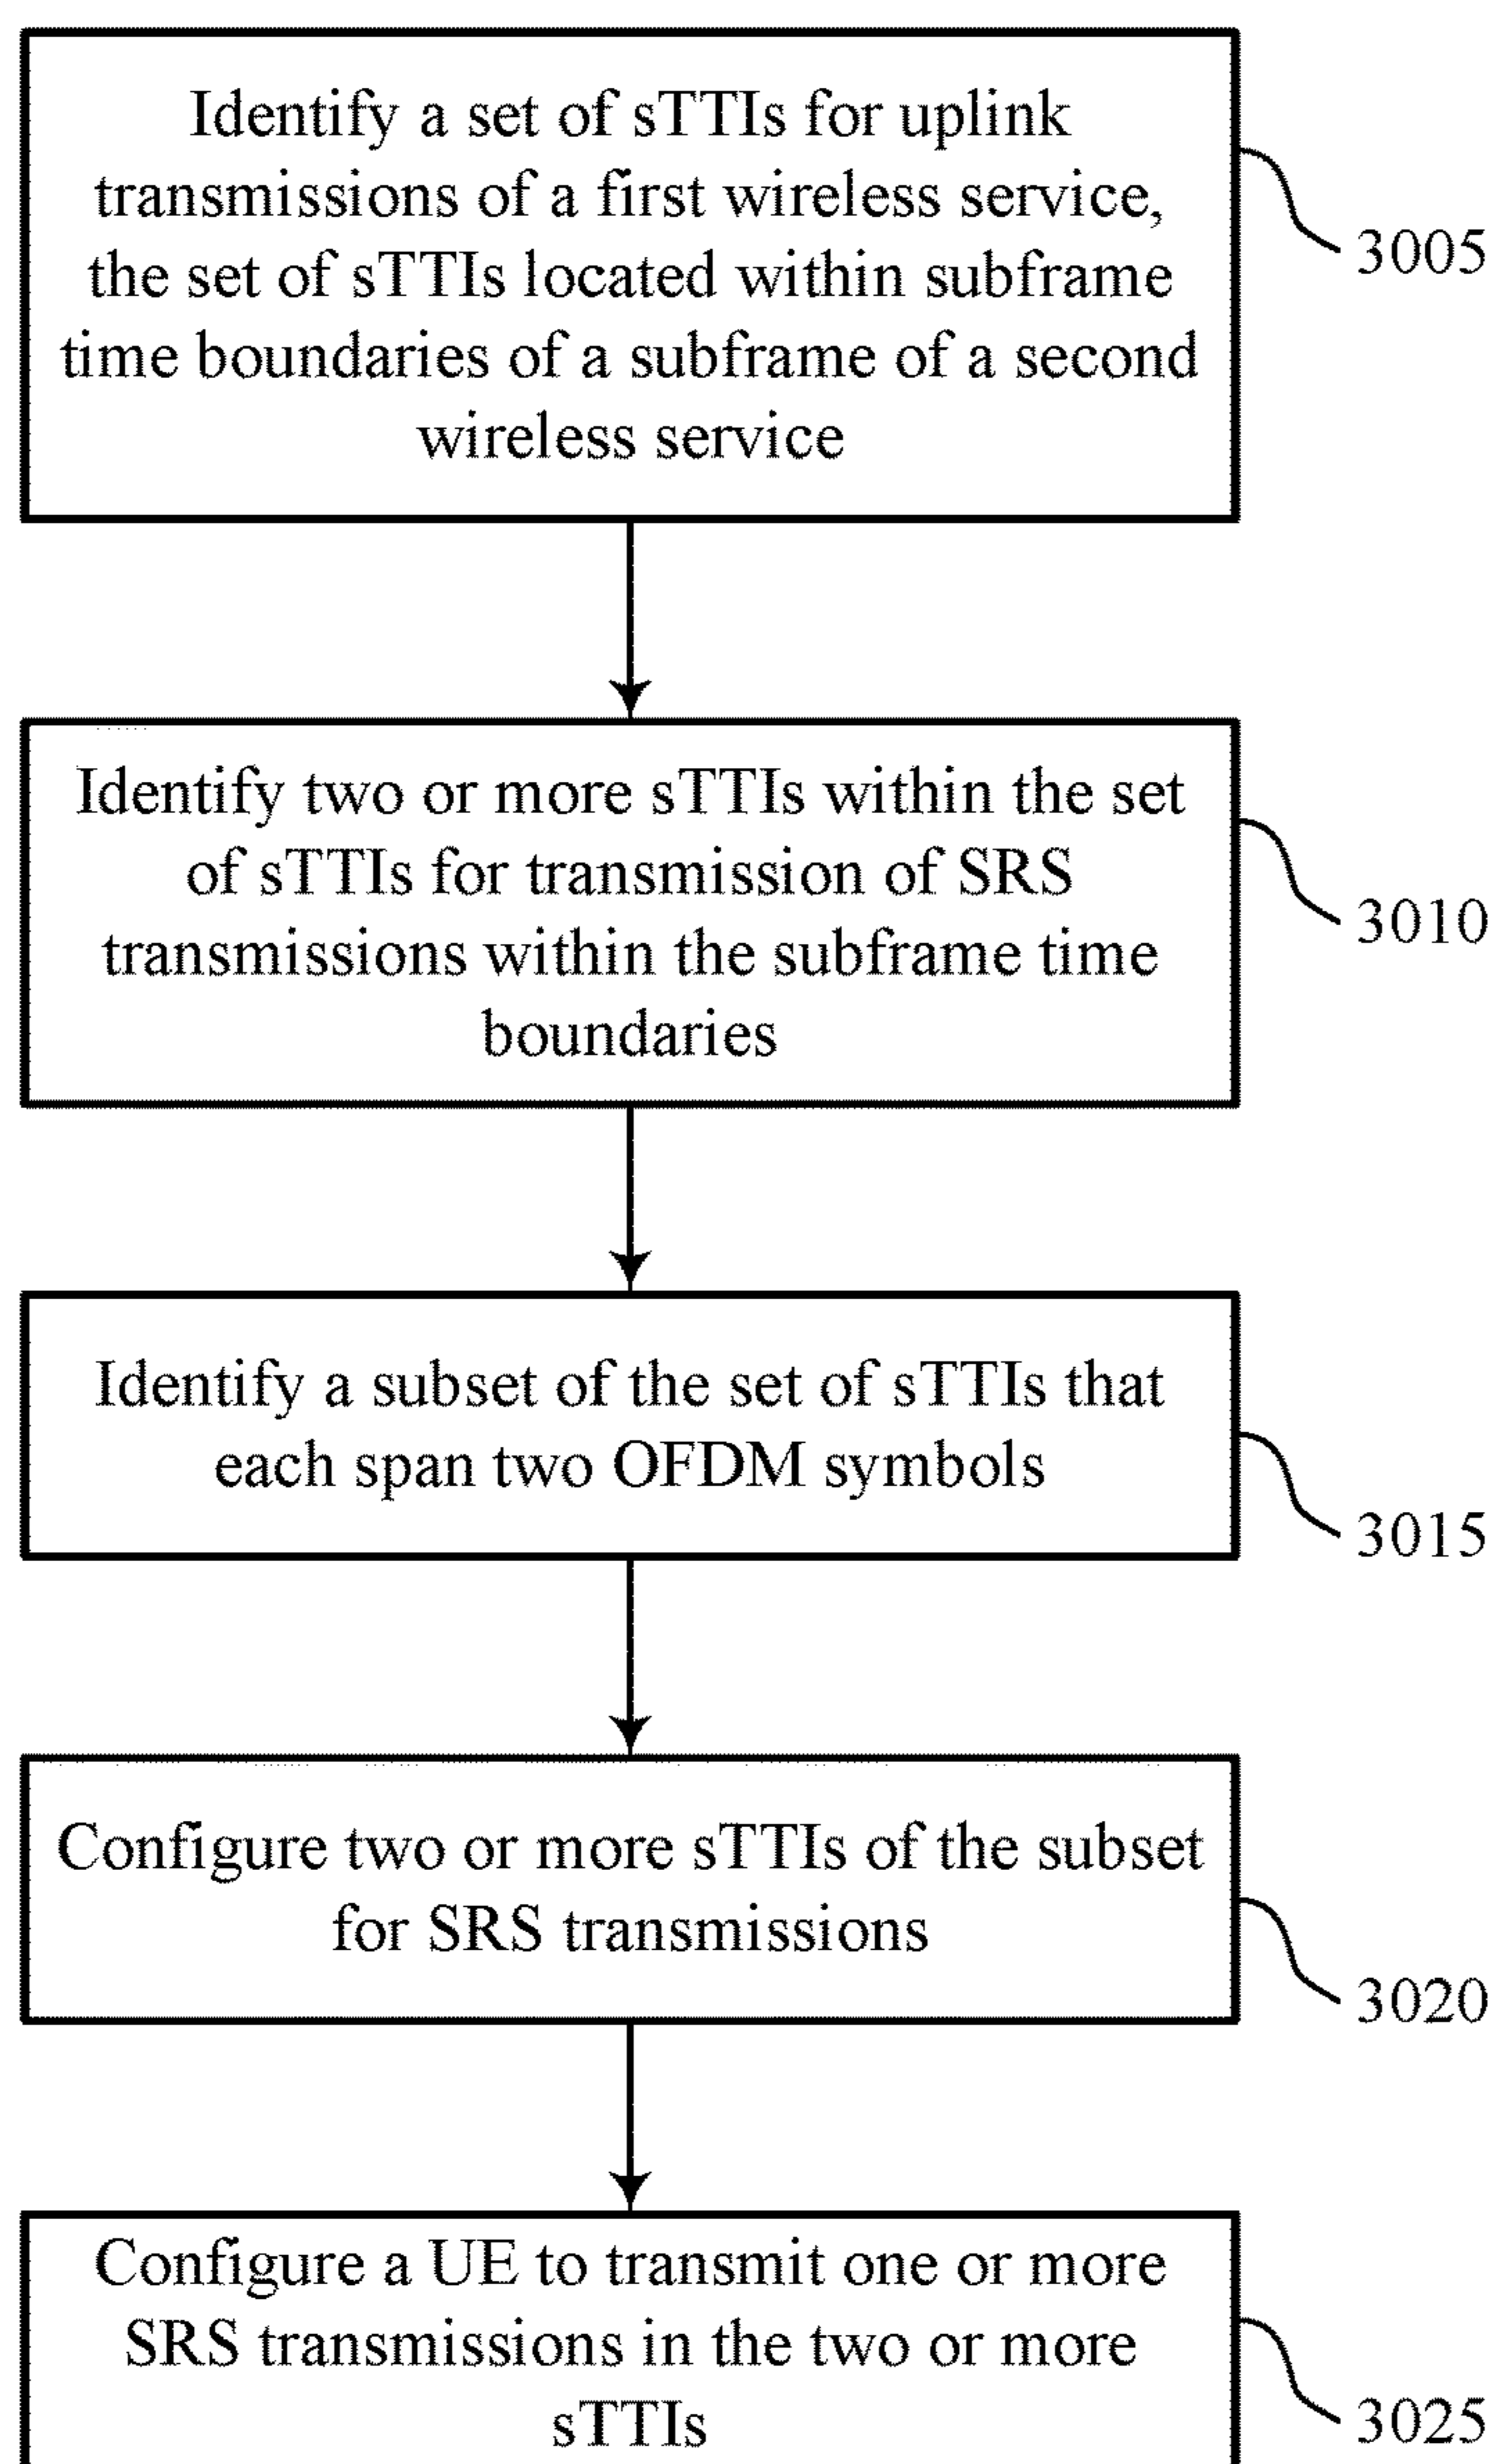 Identify a set of sTTIs for uplink
transmissions of a first wireless service,
the set of sTTIs located within subframe
time boundaries of a subframe of a second
wireless service
3005
Identify two or more sTTIs within the set
of sTTIs for transmission of SRS
transmissions within the subframe time
boundaries
3010
Identify a subset of the set of sTTIs that
each span two OFDM symbols
3015
Configure two or more sTTIs of the subset
for SRS transmissions
3020
Configure a UE to transmit one or more
SRS transmissions in the two or more
sTTIs
3025